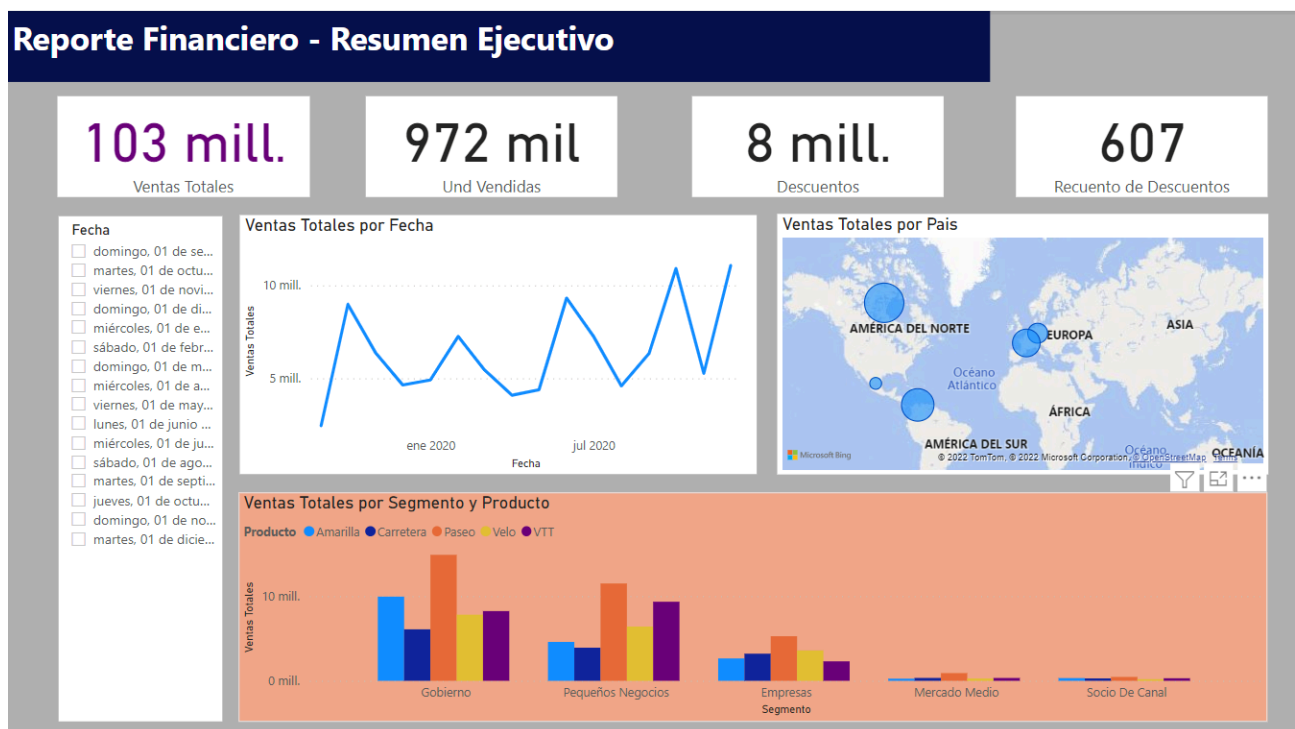 Reporte Financiero - Resumen Ejecutivo
103 mill.
Ventas Totales
972 mil
Und Vendidas
8 mill.
Descuentos
607
Recuento de Descuentos
Fecha
domingo, 01 de se...
martes, 01 de octu...
viernes, 01 de novi...
domingo, 01 de di...
miércoles, 01 de e...
sábado, 01 de febr...
domingo, 01 de m...
miércoles, 01 de a...
viernes, 01 de may...
lunes, 01 de junio ...
miércoles, 01 de ju...
sábado, 01 de ago...
martes, 01 de septi...
jueves, 01 de octu...
domingo, 01 de no...
martes, 01 de dicie...
Ventas Totales por Fecha
Ventas Totales
10 mill.
5 mill.
ene 2020
jul 2020
Fecha
Ventas Totales por Pais
AMÉRICA DEL NORTE
EUROPA
ASIA
Océano
Atlántico
ÁFRICA
AMÉRICA DEL SUR
Océano
OCEANÍA
Microsoft Bing
© 2022 TomTom, © 2022 Microsoft Corporation, © OpenStreetMap Terms
Ventas Totales por Segmento y Producto
Producto Amarilla Carretera Paseo Velo VTT
Ventas Totales
10 mill.
0 mill.
Gobierno
Pequeños Negocios
Empresas
Mercado Medio
Socio De Canal
Segmento